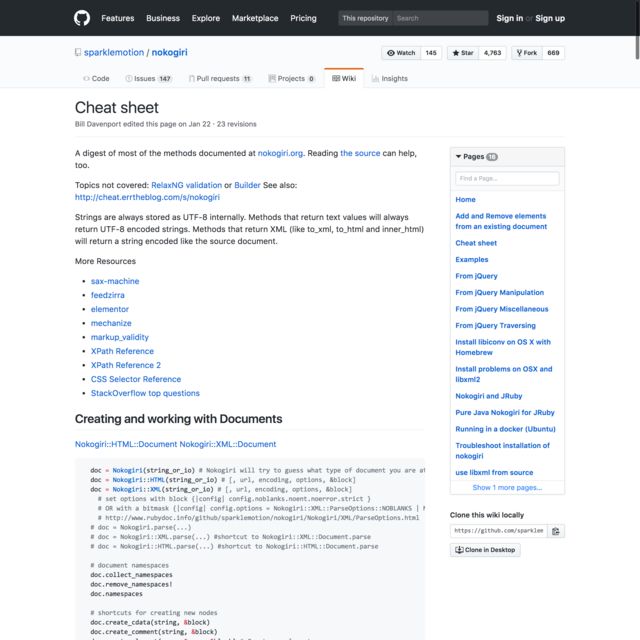 Features Business Explore Marketplace Pricing This repository Search Sign in or Sign up
sparklemotion / nokogiri Watch 145 Star 4,763 Fork 669
Code Issues 147 Pull requests 11 Projects 0 Wiki Insights
Cheat sheet
Bill Davenport edited this page on Jan 22 · 23 revisions
A digest of most of the methods documented at nokogiri.org. Reading the source can help,
too.
Topics not covered: RelaxNG validation or Builder See also:
http://cheat.errtheblog.com/s/nokogiri
Strings are always stored as UTF-8 internally. Methods that return text values will always
return UTF-8 encoded strings. Methods that return XML (like to_xml, to_html and inner_html)
will return a string encoded like the source document.
More Resources
sax-machine
feedzirra
elementor
mechanize
markup_validity
XPath Reference
XPath Reference 2
CSS Selector Reference
StackOverflow top questions
Creating and working with Documents
Nokogiri::HTML::Document Nokogiri::XML::Document
doc = Nokogiri(string_or_io) # Nokogiri will try to guess what type of document you are at
doc = Nokogiri::HTML(string_or_io) # [, url, encoding, options, &block]
doc = Nokogiri::XML(string_or_io) # [, url, encoding, options, &block]
# set options with block {|config| config.noblanks.noent.noerror.strict }
# OR with a bitmask {|config| config.options = Nokogiri::XML::ParseOptions::NOBLANKS | N
# http://www.rubydoc.info/github/sparklemotion/nokogiri/Nokogiri/XML/ParseOptions.html
# doc = Nokogiri.parse(...)
# doc = Nokogiri::XML.parse(...) #shortcut to Nokogiri::XML::Document.parse
# doc = Nokogiri::HTML.parse(...) #shortcut to Nokogiri::HTML::Document.parse
# document namespaces
doc.collect_namespaces
doc.remove_namespaces!
doc.namespaces
# shortcuts for creating new nodes
doc.create_cdata(string, &block)
doc.create_comment(string, &block)
Pages 16
Find a Page...
Home
Add and Remove elements
from an existing document
Cheat sheet
Examples
From jQuery
From jQuery Manipulation
From jQuery Miscellaneous
From jQuery Traversing
Install libiconv on OS X with
Homebrew
Install problems on OSX and
libxml2
Nokogiri and JRuby
Pure Java Nokogiri for JRuby
Running in a docker (Ubuntu)
Troubleshoot installation of
nokogiri
use libxml from source
Show 1 more pages...
Clone this wiki locally
https://github.com/sparklee
Clone in Desktop